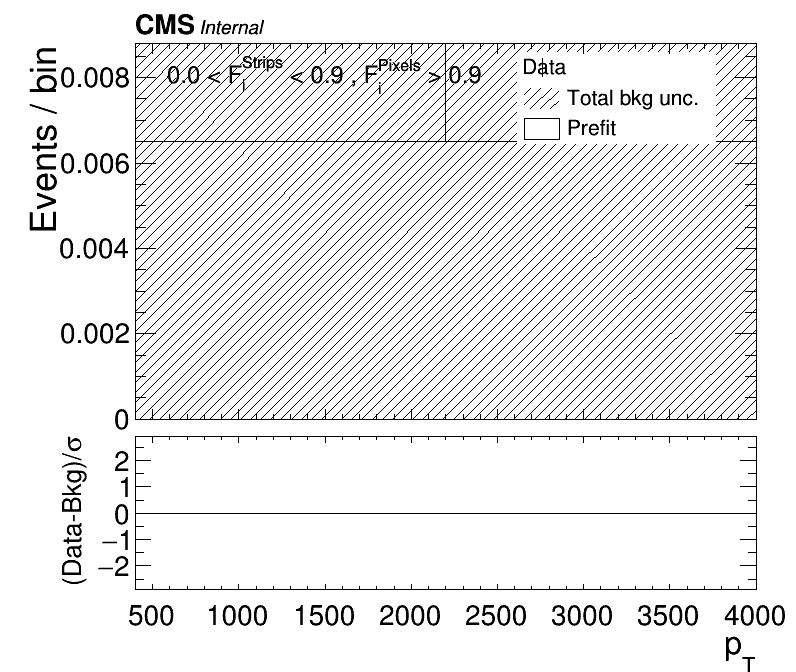 CMS Internal
0.0 < F_i^Strips < 0.9 , F_i^Pixels > 0.9
Data
Total bkg unc.
Prefit
Events / bin
0.008
0.006
0.004
0.002
0
(Data-Bkg)/σ
2
1
0
−1
−2
500 1000 1500 2000 2500 3000 3500 4000
p_T